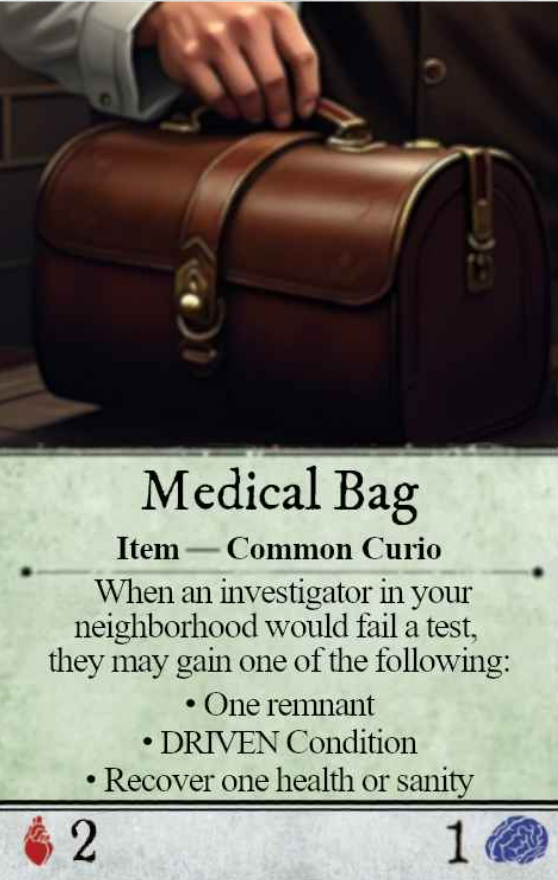 Medical Bag
Item — Common Curio
When an investigator in your
neighborhood would fail a test,
they may gain one of the following:
• One remnant
• DRIVEN Condition
• Recover one health or sanity
2 1